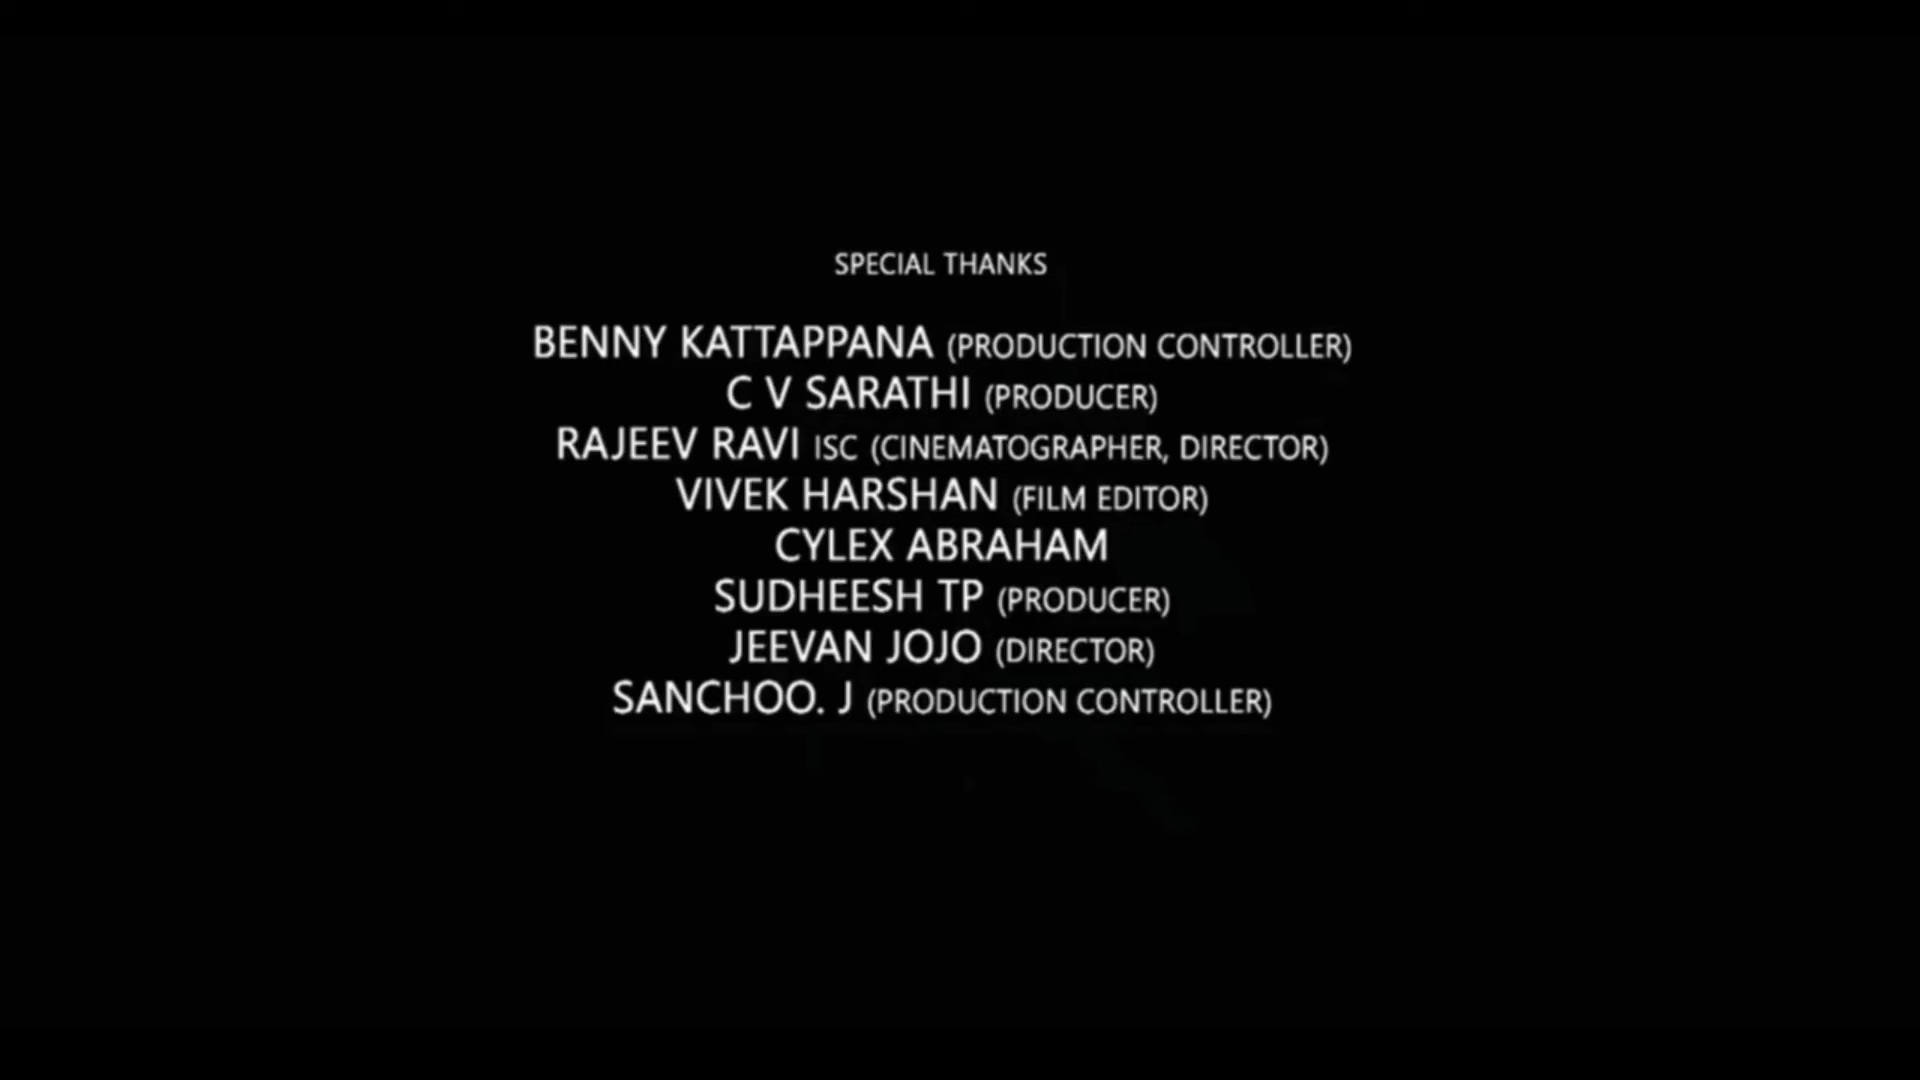 SPECIAL THANKS
BENNY KATTAPPANA (PRODUCTION CONTROLLER)
C V SARATHI (PRODUCER)
RAJEEV RAVI ISC (CINEMATOGRAPHER, DIRECTOR)
VIVEK HARSHAN (FILM EDITOR)
CYLEX ABRAHAM
SUDHEESH TP (PRODUCER)
JEEVAN JOJO (DIRECTOR)
SANCHOO. J (PRODUCTION CONTROLLER)